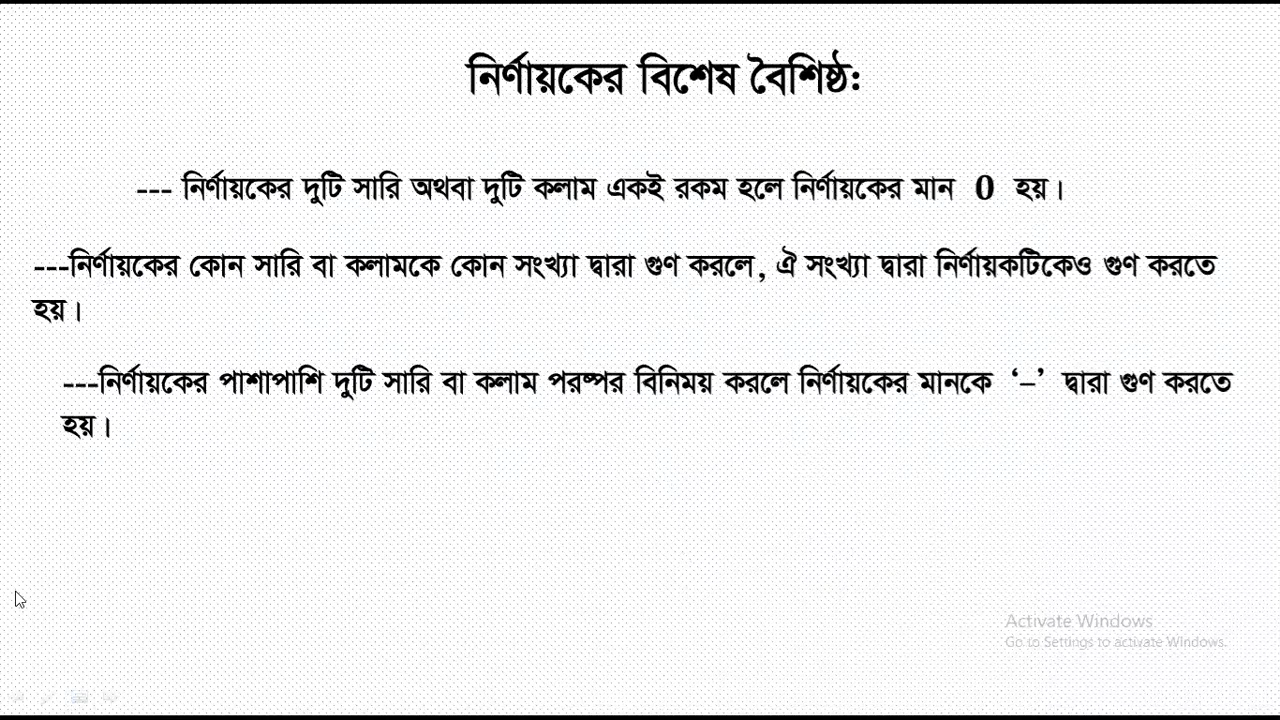 নির্ণায়কের বিশেষ বৈশিষ্ঠ:
--- নির্ণায়কের দুটি সারি অথবা দুটি কলাম একই রকম হলে নির্ণায়কের মান 0 হয়।
---নির্ণায়কের কোন সারি বা কলামকে কোন সংখ্যা দ্বারা গুণ করলে, ঐ সংখ্যা দ্বারা নির্ণায়কটিকেও গুণ করতে
হয়।
---নির্ণায়কের পাশাপাশি দুটি সারি বা কলাম পরষ্পর বিনিময় করলে নির্ণায়কের মানকে ‘–’ দ্বারা গুণ করতে
হয়।
Activate Windows
Go to Settings to activate Windows.